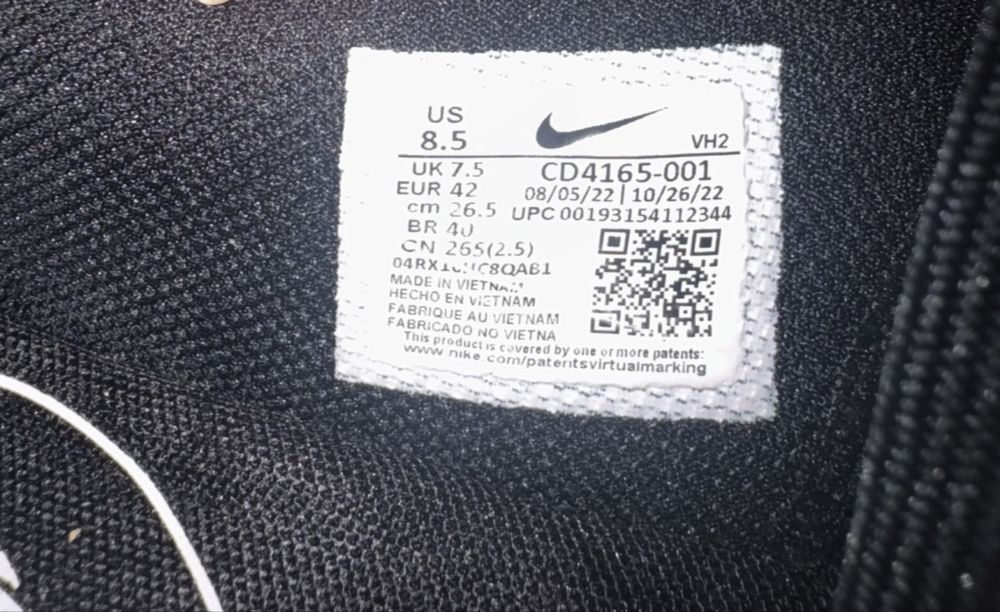 US
8.5
VH2
UK 7.5
CD4165-001
EUR 42
08/05/22 | 10/26/22
cm 26.5
UPC 00193154112344
BR 40
CN 265(2.5)
MADE IN VIETNAM
HECHO EN VIETNAM
FABRIQUE AU VIETNAM
FABRICADO NO VIETNA
This product is covered by one or more patents:
www.nike.com/patentsvirtualmarking